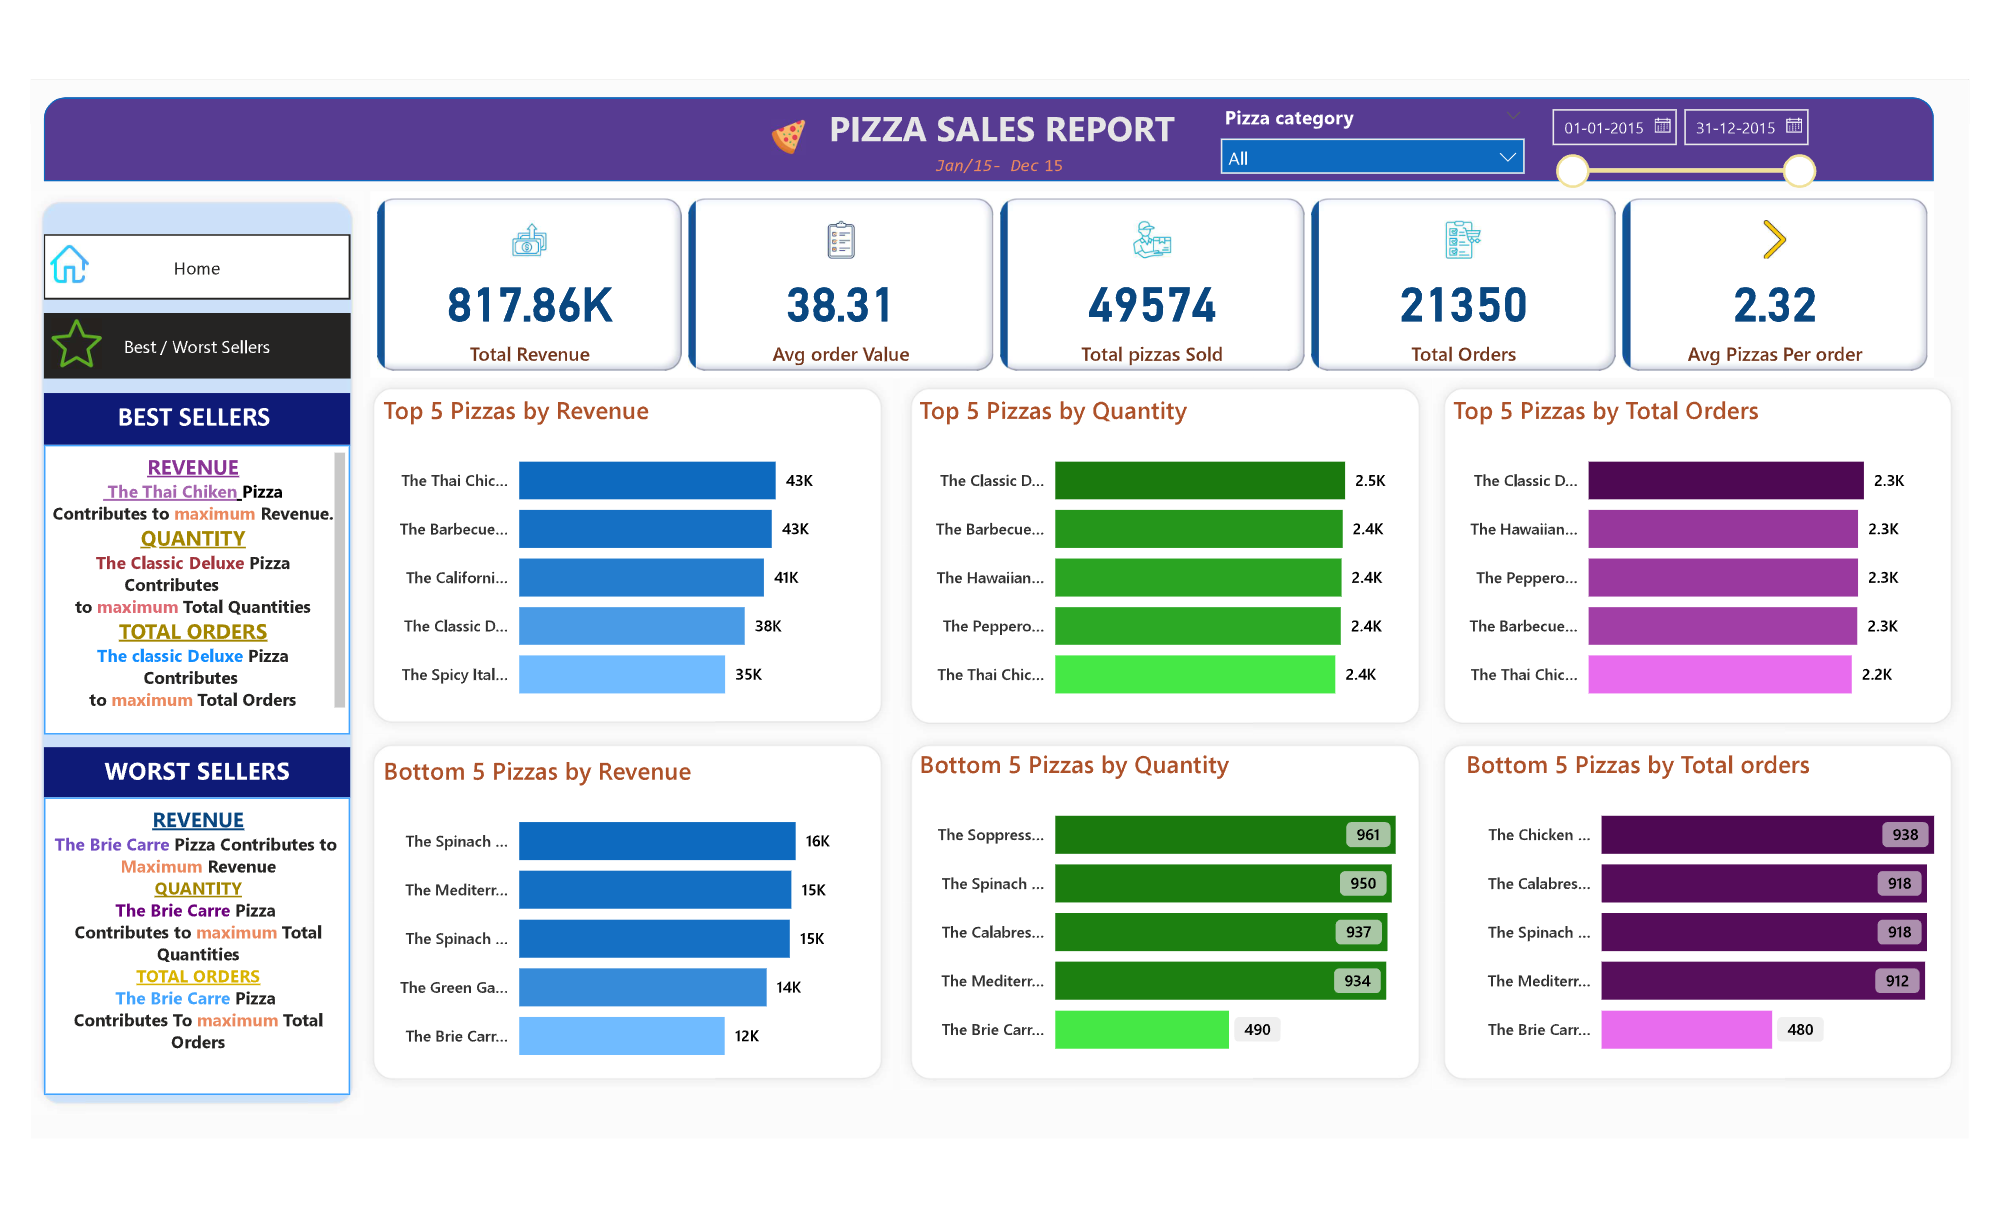 PIZZA SALES REPORT
Jan/15- Dec 15
Pizza category
All
01-01-2015
31-12-2015
Home
Best / Worst Sellers
BEST SELLERS
REVENUE
The Thai Chiken Pizza
Contributes to maximum Revenue.
QUANTITY
The Classic Deluxe Pizza
Contributes
to maximum Total Quantities
TOTAL ORDERS
The classic Deluxe Pizza
Contributes
to maximum Total Orders
WORST SELLERS
REVENUE
The Brie Carre Pizza Contributes to
Maximum Revenue
QUANTITY
The Brie Carre Pizza
Contributes to maximum Total
Quantities
TOTAL ORDERS
The Brie Carre Pizza
Contributes To maximum Total
Orders
817.86K
Total Revenue
38.31
Avg order Value
49574
Total pizzas Sold
21350
Total Orders
2.32
Avg Pizzas Per order
Top 5 Pizzas by Revenue
The Thai Chic... 43K
The Barbecue... 43K
The Californi... 41K
The Classic D... 38K
The Spicy Ital... 35K
Top 5 Pizzas by Quantity
The Classic D... 2.5K
The Barbecue... 2.4K
The Hawaiian... 2.4K
The Peppero... 2.4K
The Thai Chic... 2.4K
Top 5 Pizzas by Total Orders
The Classic D... 2.3K
The Hawaiian... 2.3K
The Peppero... 2.3K
The Barbecue... 2.3K
The Thai Chic... 2.2K
Bottom 5 Pizzas by Revenue
The Spinach ... 16K
The Mediterr... 15K
The Spinach ... 15K
The Green Ga... 14K
The Brie Carr... 12K
Bottom 5 Pizzas by Quantity
The Soppress... 961
The Spinach ... 950
The Calabres... 937
The Mediterr... 934
The Brie Carr... 490
Bottom 5 Pizzas by Total orders
The Chicken ... 938
The Calabres... 918
The Spinach ... 918
The Mediterr... 912
The Brie Carr... 480